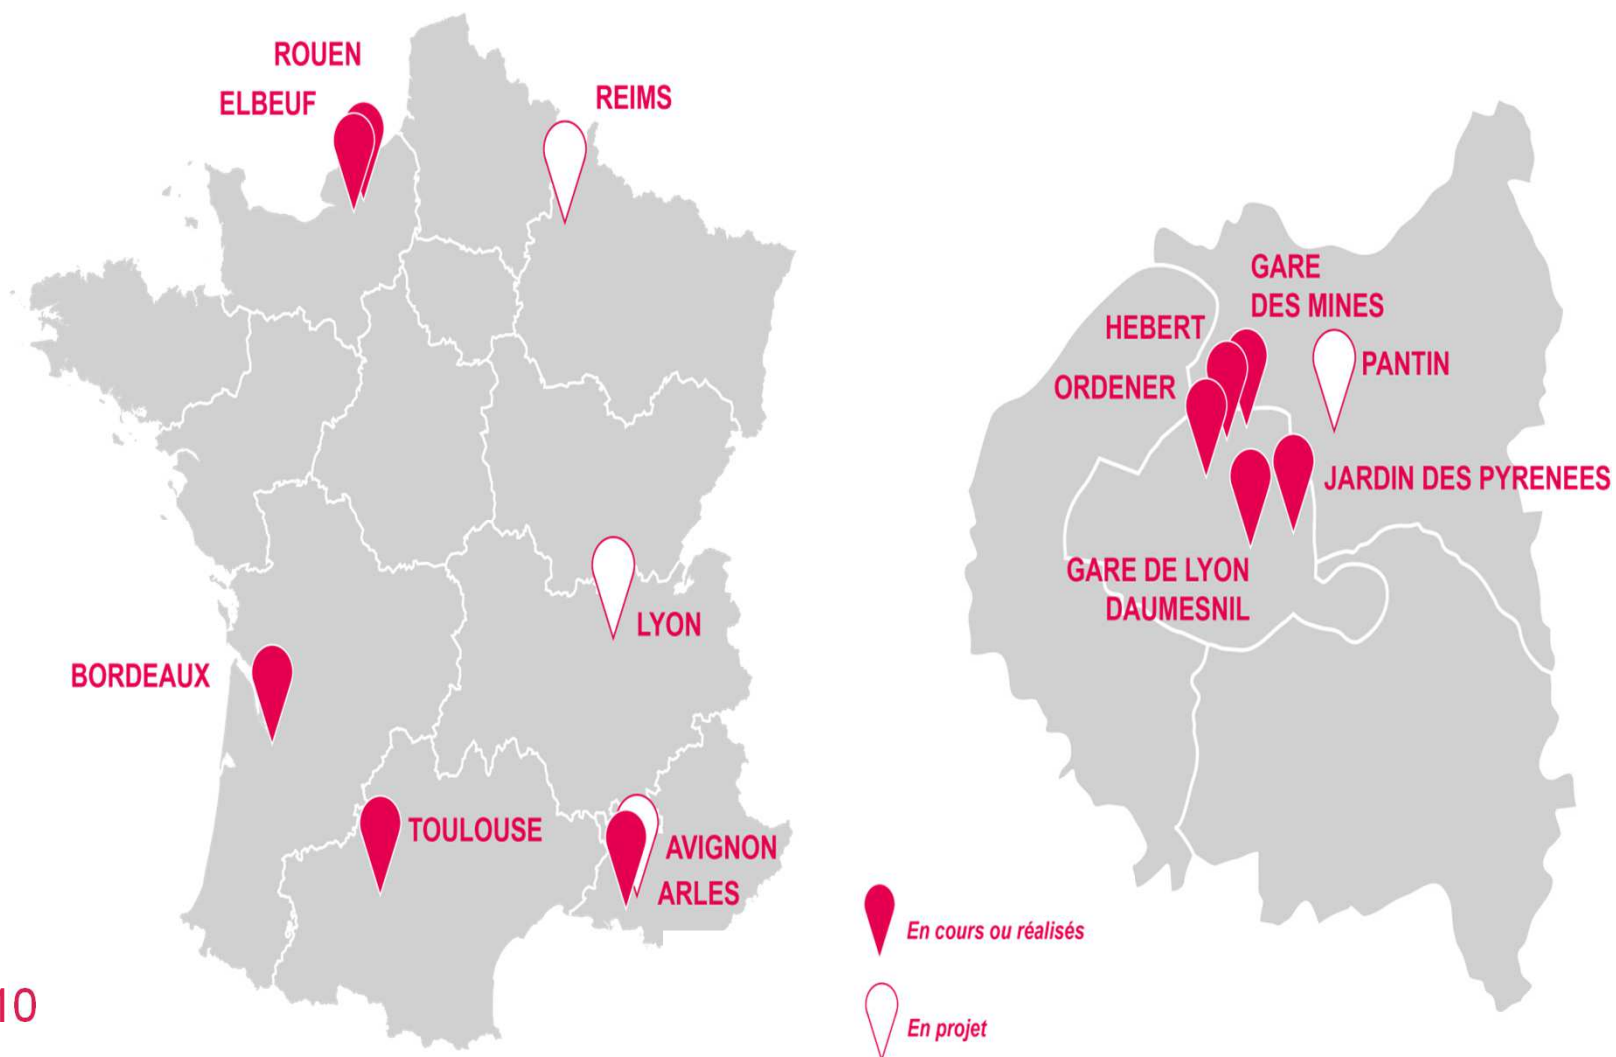 ROUEN
ELBEUF
REIMS
LYON
BORDEAUX
TOULOUSE
AVIGNON
ARLES
GARE
DES MINES
HEBERT
ORDENER
PANTIN
JARDIN DES PYRENEES
GARE DE LYON
DAUMESNIL
En cours ou réalisés
En projet
10